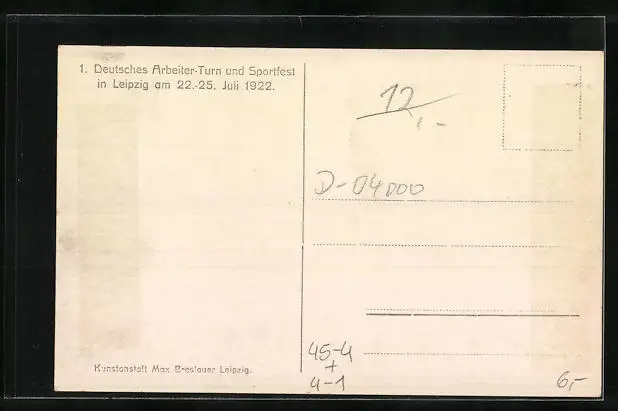 1. Deutsches Arbeiter-Turn und Sportfest
in Leipzig am 22.-25. Juli 1922.
12,-
D-04000
45-4
+
4-1
6,-
Kunstanstalt Max Breslauer Leipzig.